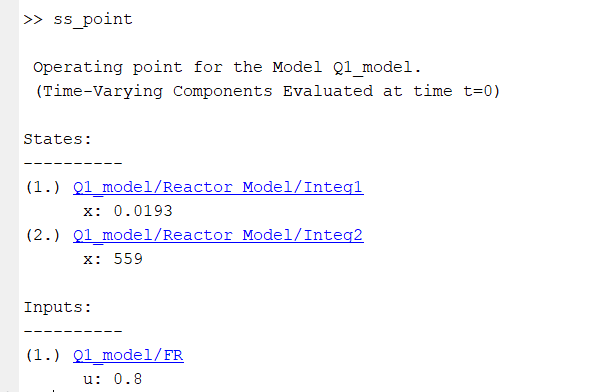 >> ss_point
Operating point for the Model Q1_model.
(Time-Varying Components Evaluated at time t=0)
States:
----------
(1.) Q1_model/Reactor Model/Integ1
x: 0.0193
(2.) Q1_model/Reactor Model/Integ2
x: 559
Inputs:
----------
(1.) Q1_model/FR
u: 0.8